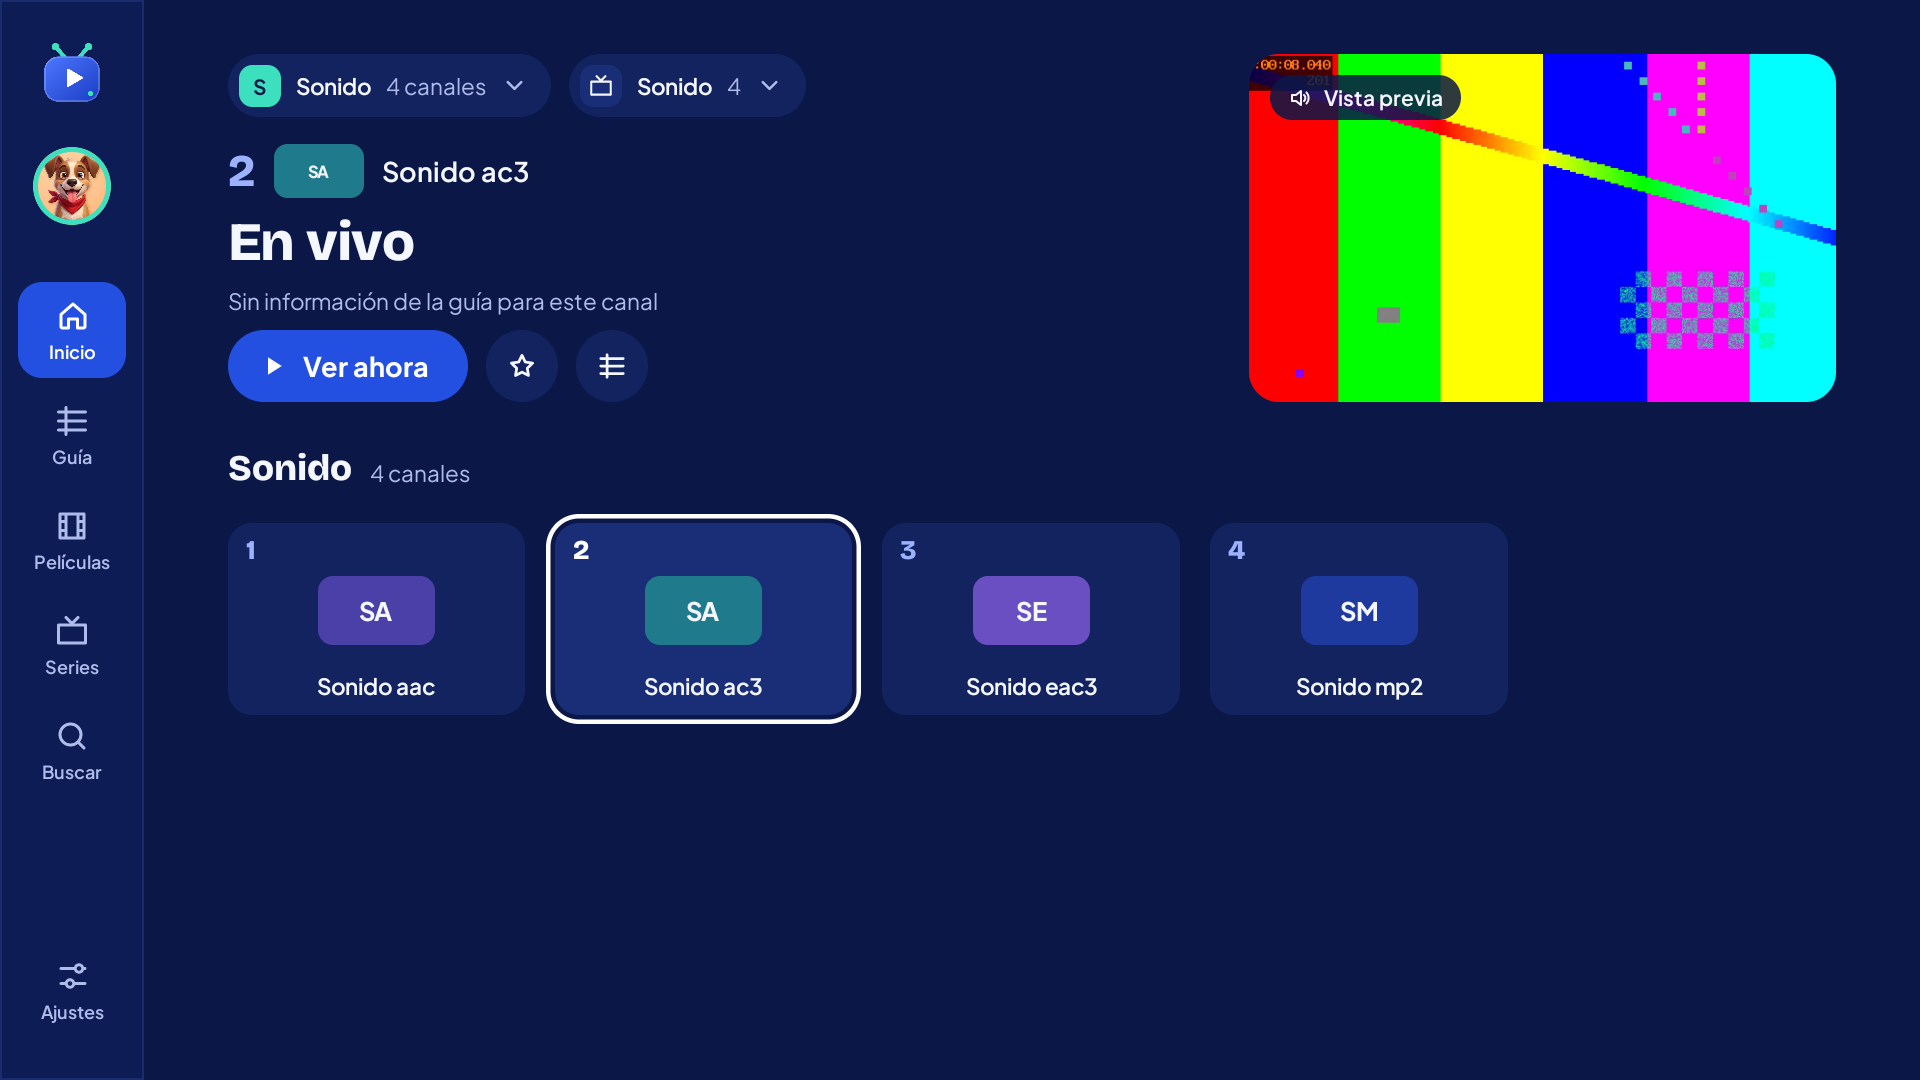 S Sonido 4 canales
Sonido 4
2 SA Sonido ac3
En vivo
Sin información de la guía para este canal
Ver ahora
:00:08.040
201
Vista previa
Inicio
Guía
Películas
Series
Buscar
Ajustes
Sonido 4 canales
1
SA
Sonido aac
2
SA
Sonido ac3
3
SE
Sonido eac3
4
SM
Sonido mp2